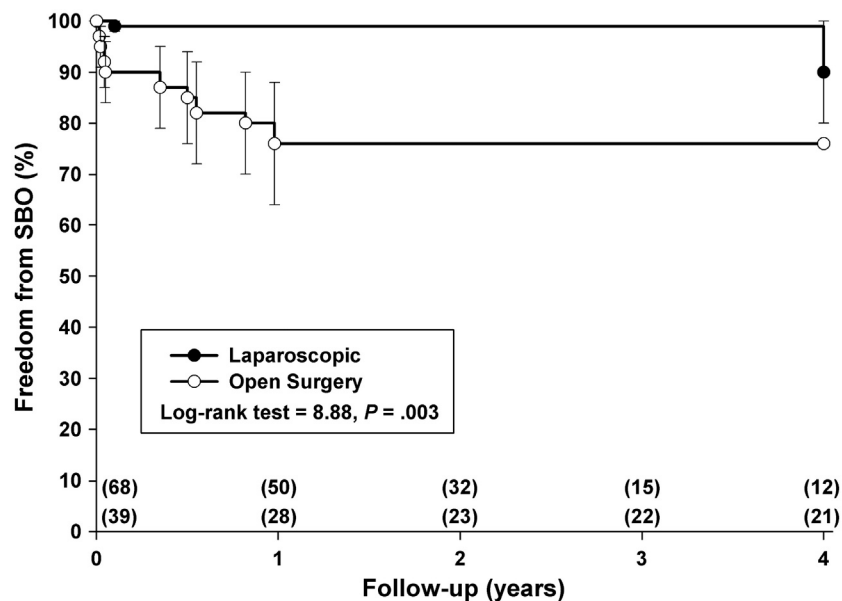 100
90
80
70
60
50
40
30
20
10
0
Freedom from SBO (%)
Laparoscopic
Open Surgery
Log-rank test = 8.88, P = .003
(68) (50) (32) (15) (12)
(39) (28) (23) (22) (21)
0 1 2 3 4
Follow-up (years)